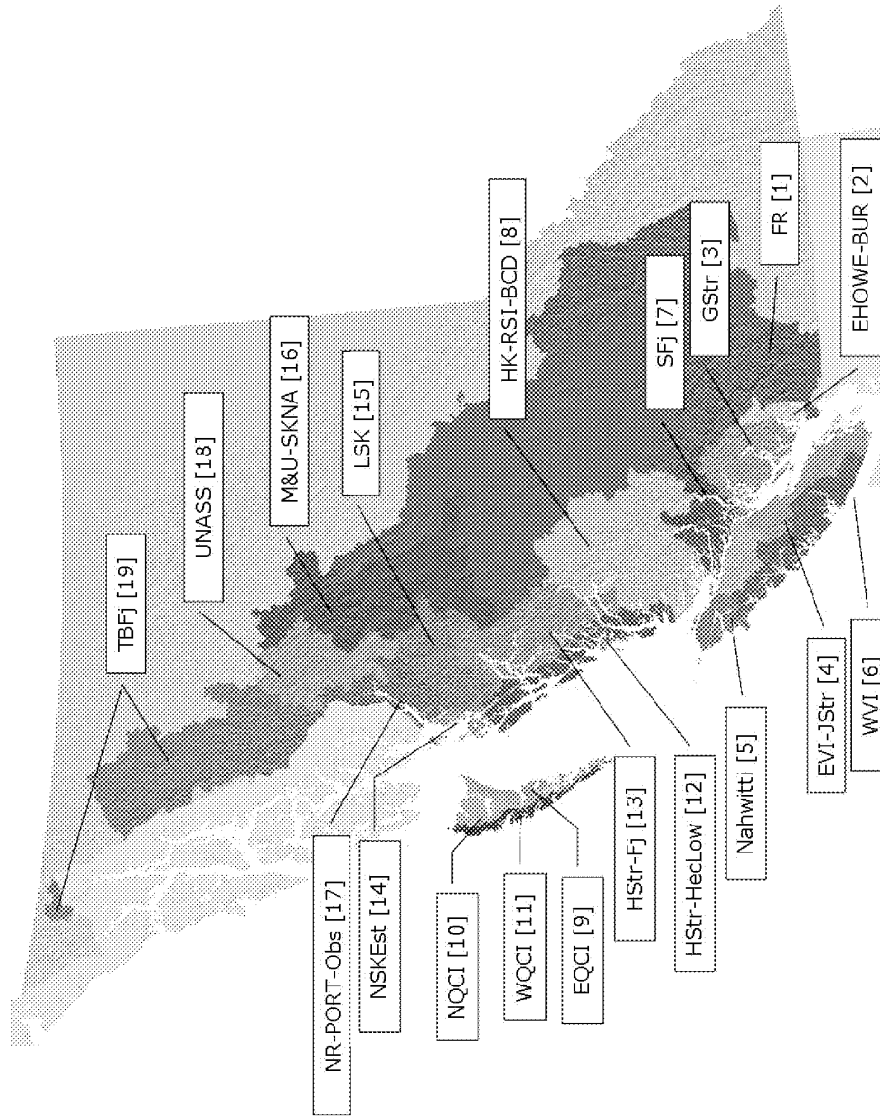 TBFj [19]
UNASS [18]
M&U-SKNA [16]
LSK [15]
HK-RSI-BCD [8]
SFj [7]
GStr [3]
FR [1]
EHOWE-BUR [2]
NR-PORT-Obs [17]
NSKEst [14]
NQCI [10]
WQCI [11]
EQCI [9]
HStr-Fj [13]
HStr-HecLow [12]
Nahwitti [5]
EVI-JStr [4]
WVI [6]